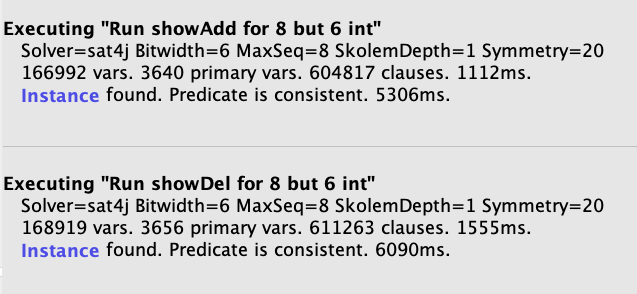 Executing "Run showAdd for 8 but 6 int"
Solver=sat4j Bitwidth=6 MaxSeq=8 SkolemDepth=1 Symmetry=20
166992 vars. 3640 primary vars. 604817 clauses. 1112ms.
Instance found. Predicate is consistent. 5306ms.
Executing "Run showDel for 8 but 6 int"
Solver=sat4j Bitwidth=6 MaxSeq=8 SkolemDepth=1 Symmetry=20
168919 vars. 3656 primary vars. 611263 clauses. 1555ms.
Instance found. Predicate is consistent. 6090ms.